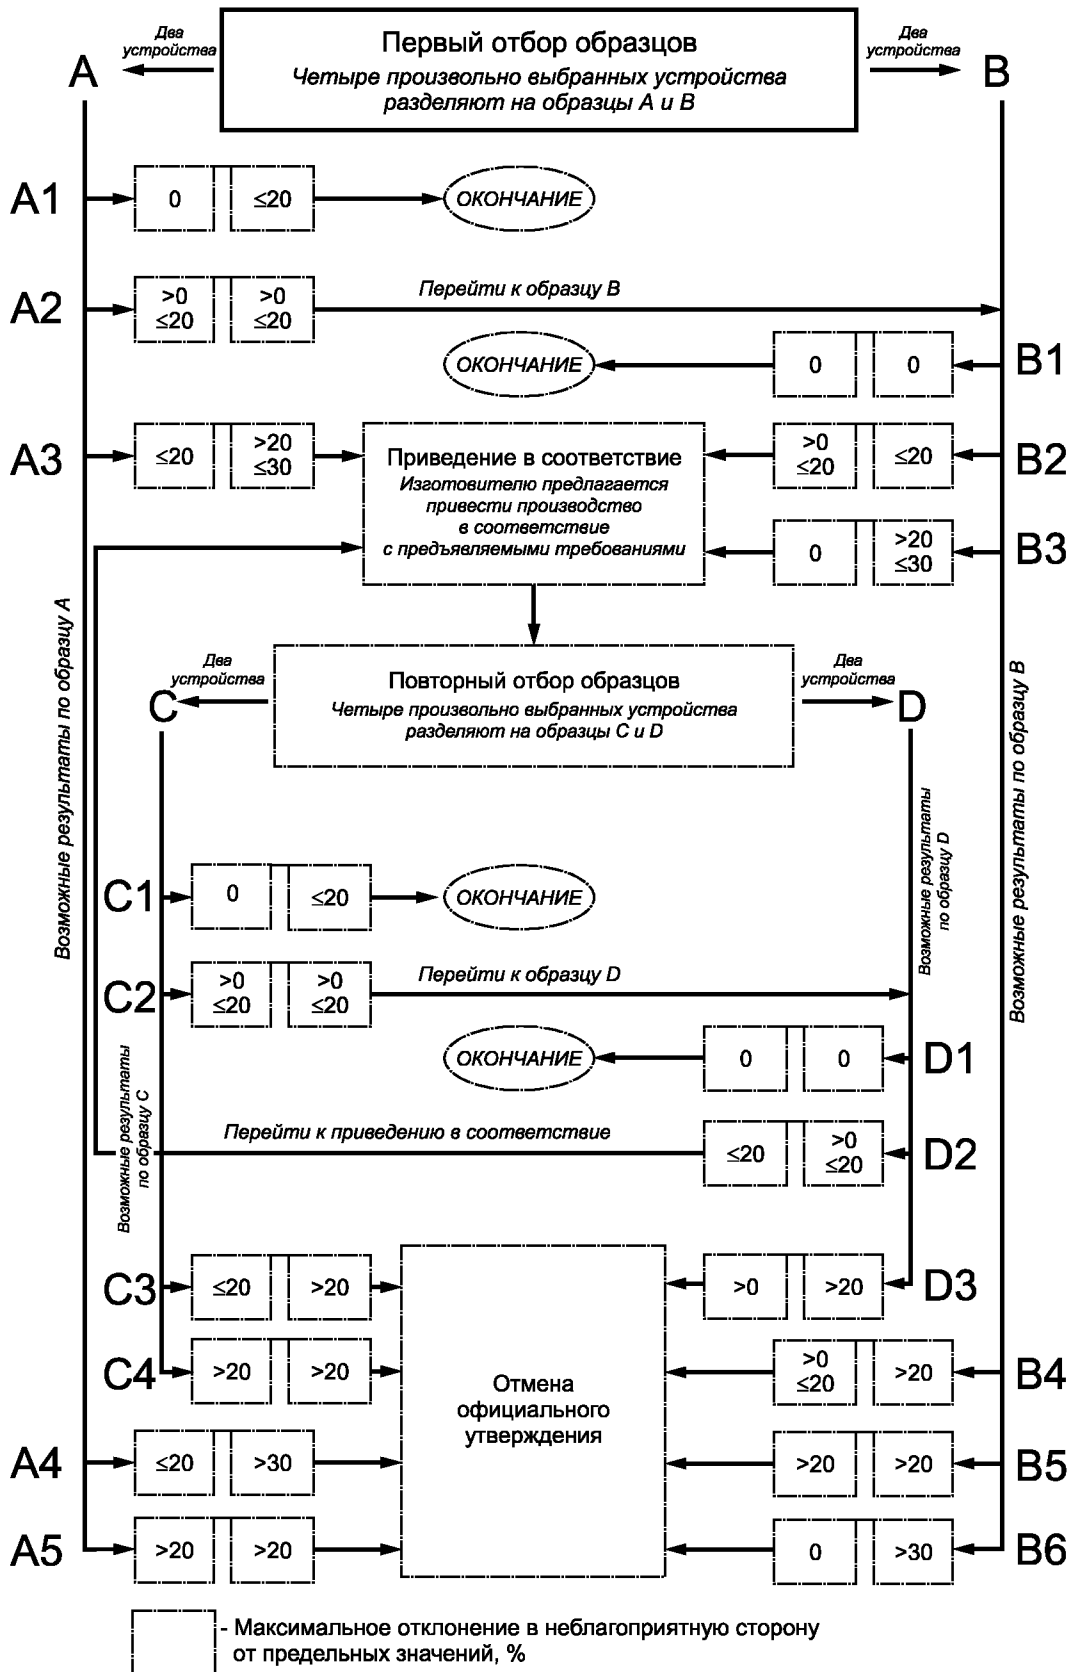 Два
устройства
Первый отбор образцов
Четыре произвольно выбранных устройства
разделяют на образцы A и B
Два
устройства
A
B
A1
0
≤20
ОКОНЧАНИЕ
A2
>0
≤20
>0
≤20
Перейти к образцу B
ОКОНЧАНИЕ
0
0
B1
A3
≤20
>20
≤30
Приведение в соответствие
Изготовителю предлагается
привести производство
в соответствие
с предъявляемыми требованиями
>0
≤20
≤20
B2
0
>20
≤30
B3
Возможные результаты по образцу A
Возможные результаты по образцу B
Два
устройства
Повторный отбор образцов
Четыре произвольно выбранных устройства
разделяют на образцы C и D
Два
устройства
C
D
Возможные результаты
по образцу D
C1
0
≤20
ОКОНЧАНИЕ
C2
>0
≤20
>0
≤20
Перейти к образцу D
ОКОНЧАНИЕ
0
0
D1
Возможные результаты
по образцу C
Перейти к приведению в соответствие
≤20
>0
≤20
D2
C3
≤20
>20
>0
>20
D3
C4
>20
>20
Отмена
официального
утверждения
>0
≤20
>20
B4
A4
≤20
>30
>20
>20
B5
A5
>20
>20
0
>30
B6
- Максимальное отклонение в неблагоприятную сторону
от предельных значений, %